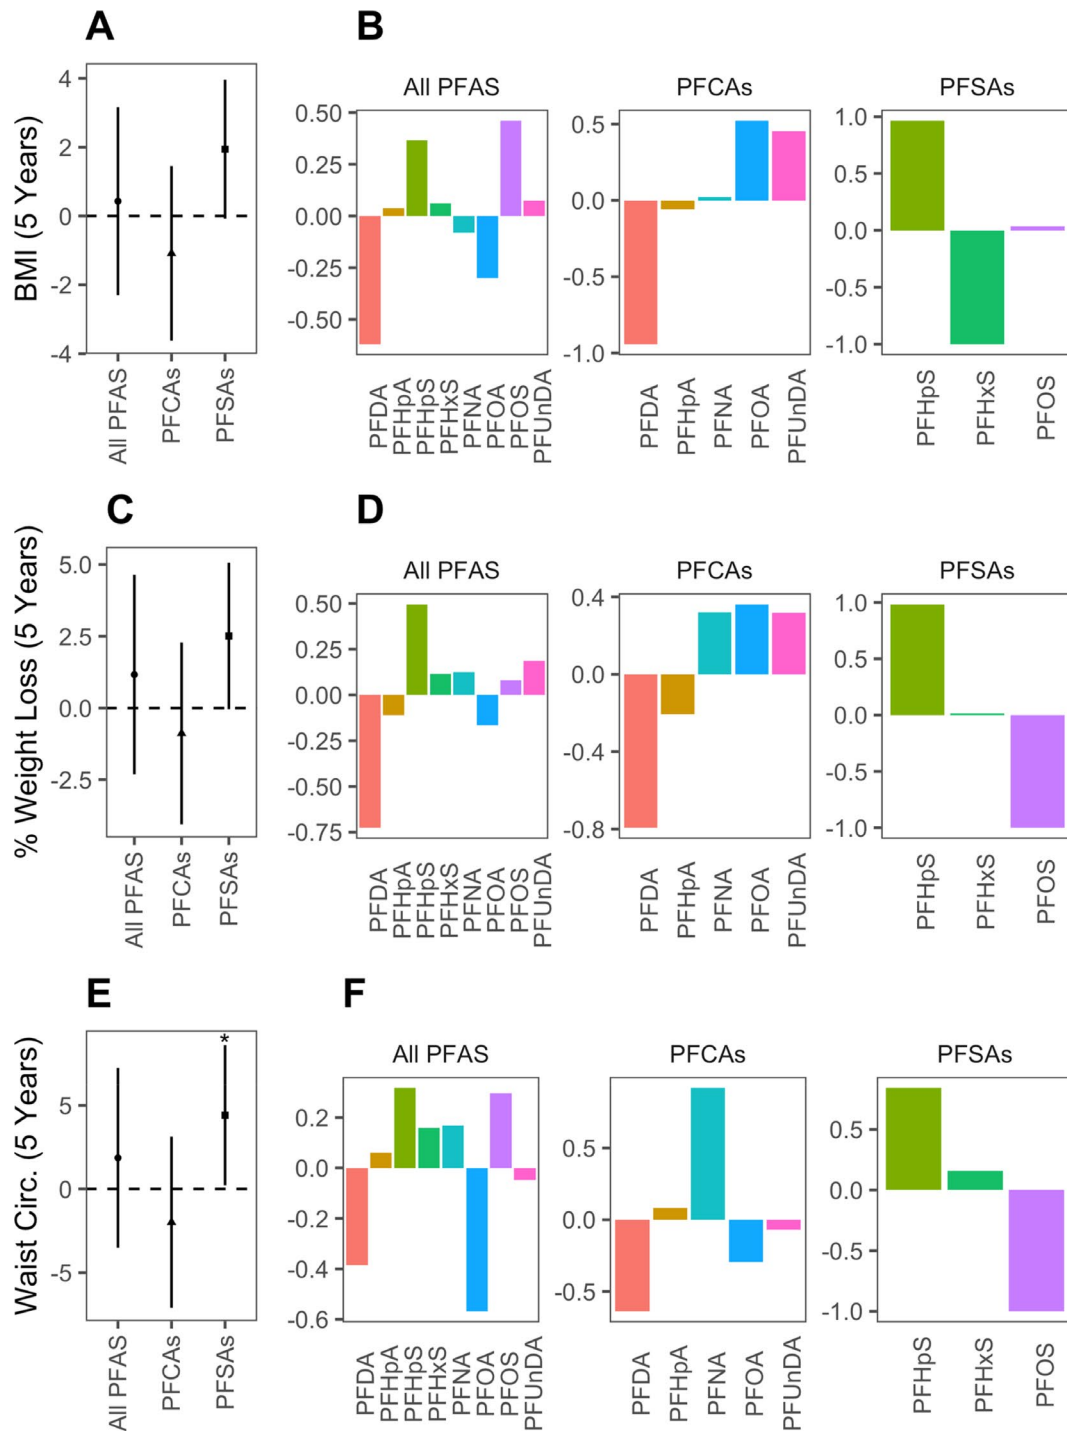 A
B
BMI (5 Years)
4
2
0
-2
-4
All PFAS
PFCAs
PFSAs
All PFAS
0.50
0.25
0.00
-0.25
-0.50
PFDA
PFHpA
PFHpS
PFHxS
PFNA
PFOA
PFOS
PFUnDA
PFCAs
0.5
0.0
-0.5
-1.0
PFDA
PFHpA
PFNA
PFOA
PFUnDA
PFSAs
1.0
0.5
0.0
-0.5
-1.0
PFHpS
PFHxS
PFOS
C
D
% Weight Loss (5 Years)
5.0
2.5
0.0
-2.5
All PFAS
PFCAs
PFSAs
All PFAS
0.50
0.25
0.00
-0.25
-0.50
-0.75
PFDA
PFHpA
PFHpS
PFHxS
PFNA
PFOA
PFOS
PFUnDA
PFCAs
0.4
0.0
-0.4
-0.8
PFDA
PFHpA
PFNA
PFOA
PFUnDA
PFSAs
1.0
0.5
0.0
-0.5
-1.0
PFHpS
PFHxS
PFOS
E
F
Waist Circ. (5 Years)
5
0
-5
*
All PFAS
PFCAs
PFSAs
All PFAS
0.2
0.0
-0.2
-0.4
-0.6
PFDA
PFHpA
PFHpS
PFHxS
PFNA
PFOA
PFOS
PFUnDA
PFCAs
0.5
0.0
-0.5
PFDA
PFHpA
PFNA
PFOA
PFUnDA
PFSAs
0.5
0.0
-0.5
-1.0
PFHpS
PFHxS
PFOS